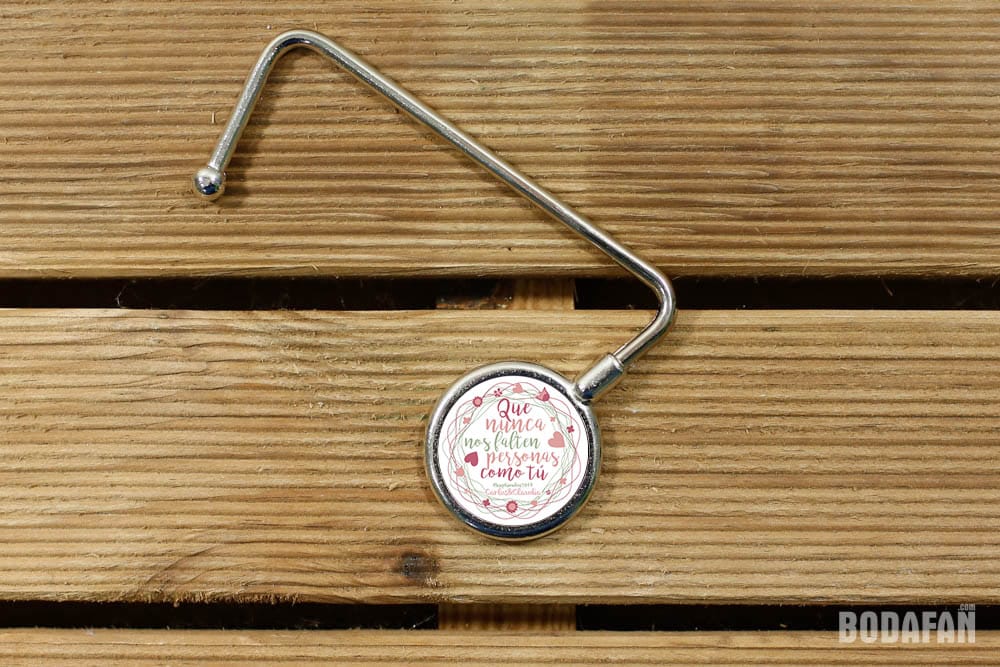 Que
nunca
nos falten
personas
como tú
Carlos&Claudia
BODAFAN
.com